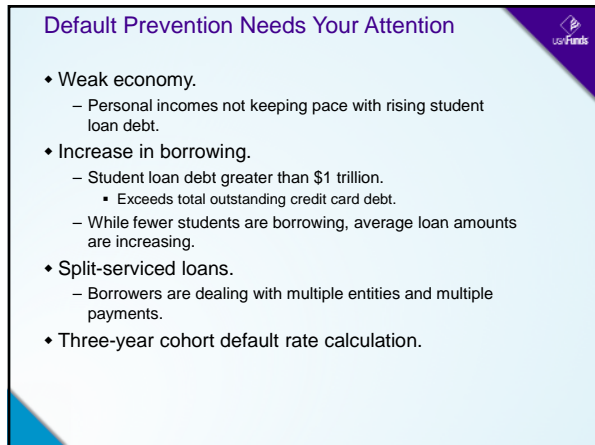 Default Prevention Needs Your Attention
USA Funds
◆ Weak economy.
– Personal incomes not keeping pace with rising student
loan debt.
◆ Increase in borrowing.
– Student loan debt greater than $1 trillion.
▪ Exceeds total outstanding credit card debt.
– While fewer students are borrowing, average loan amounts
are increasing.
◆ Split-serviced loans.
– Borrowers are dealing with multiple entities and multiple
payments.
◆ Three-year cohort default rate calculation.